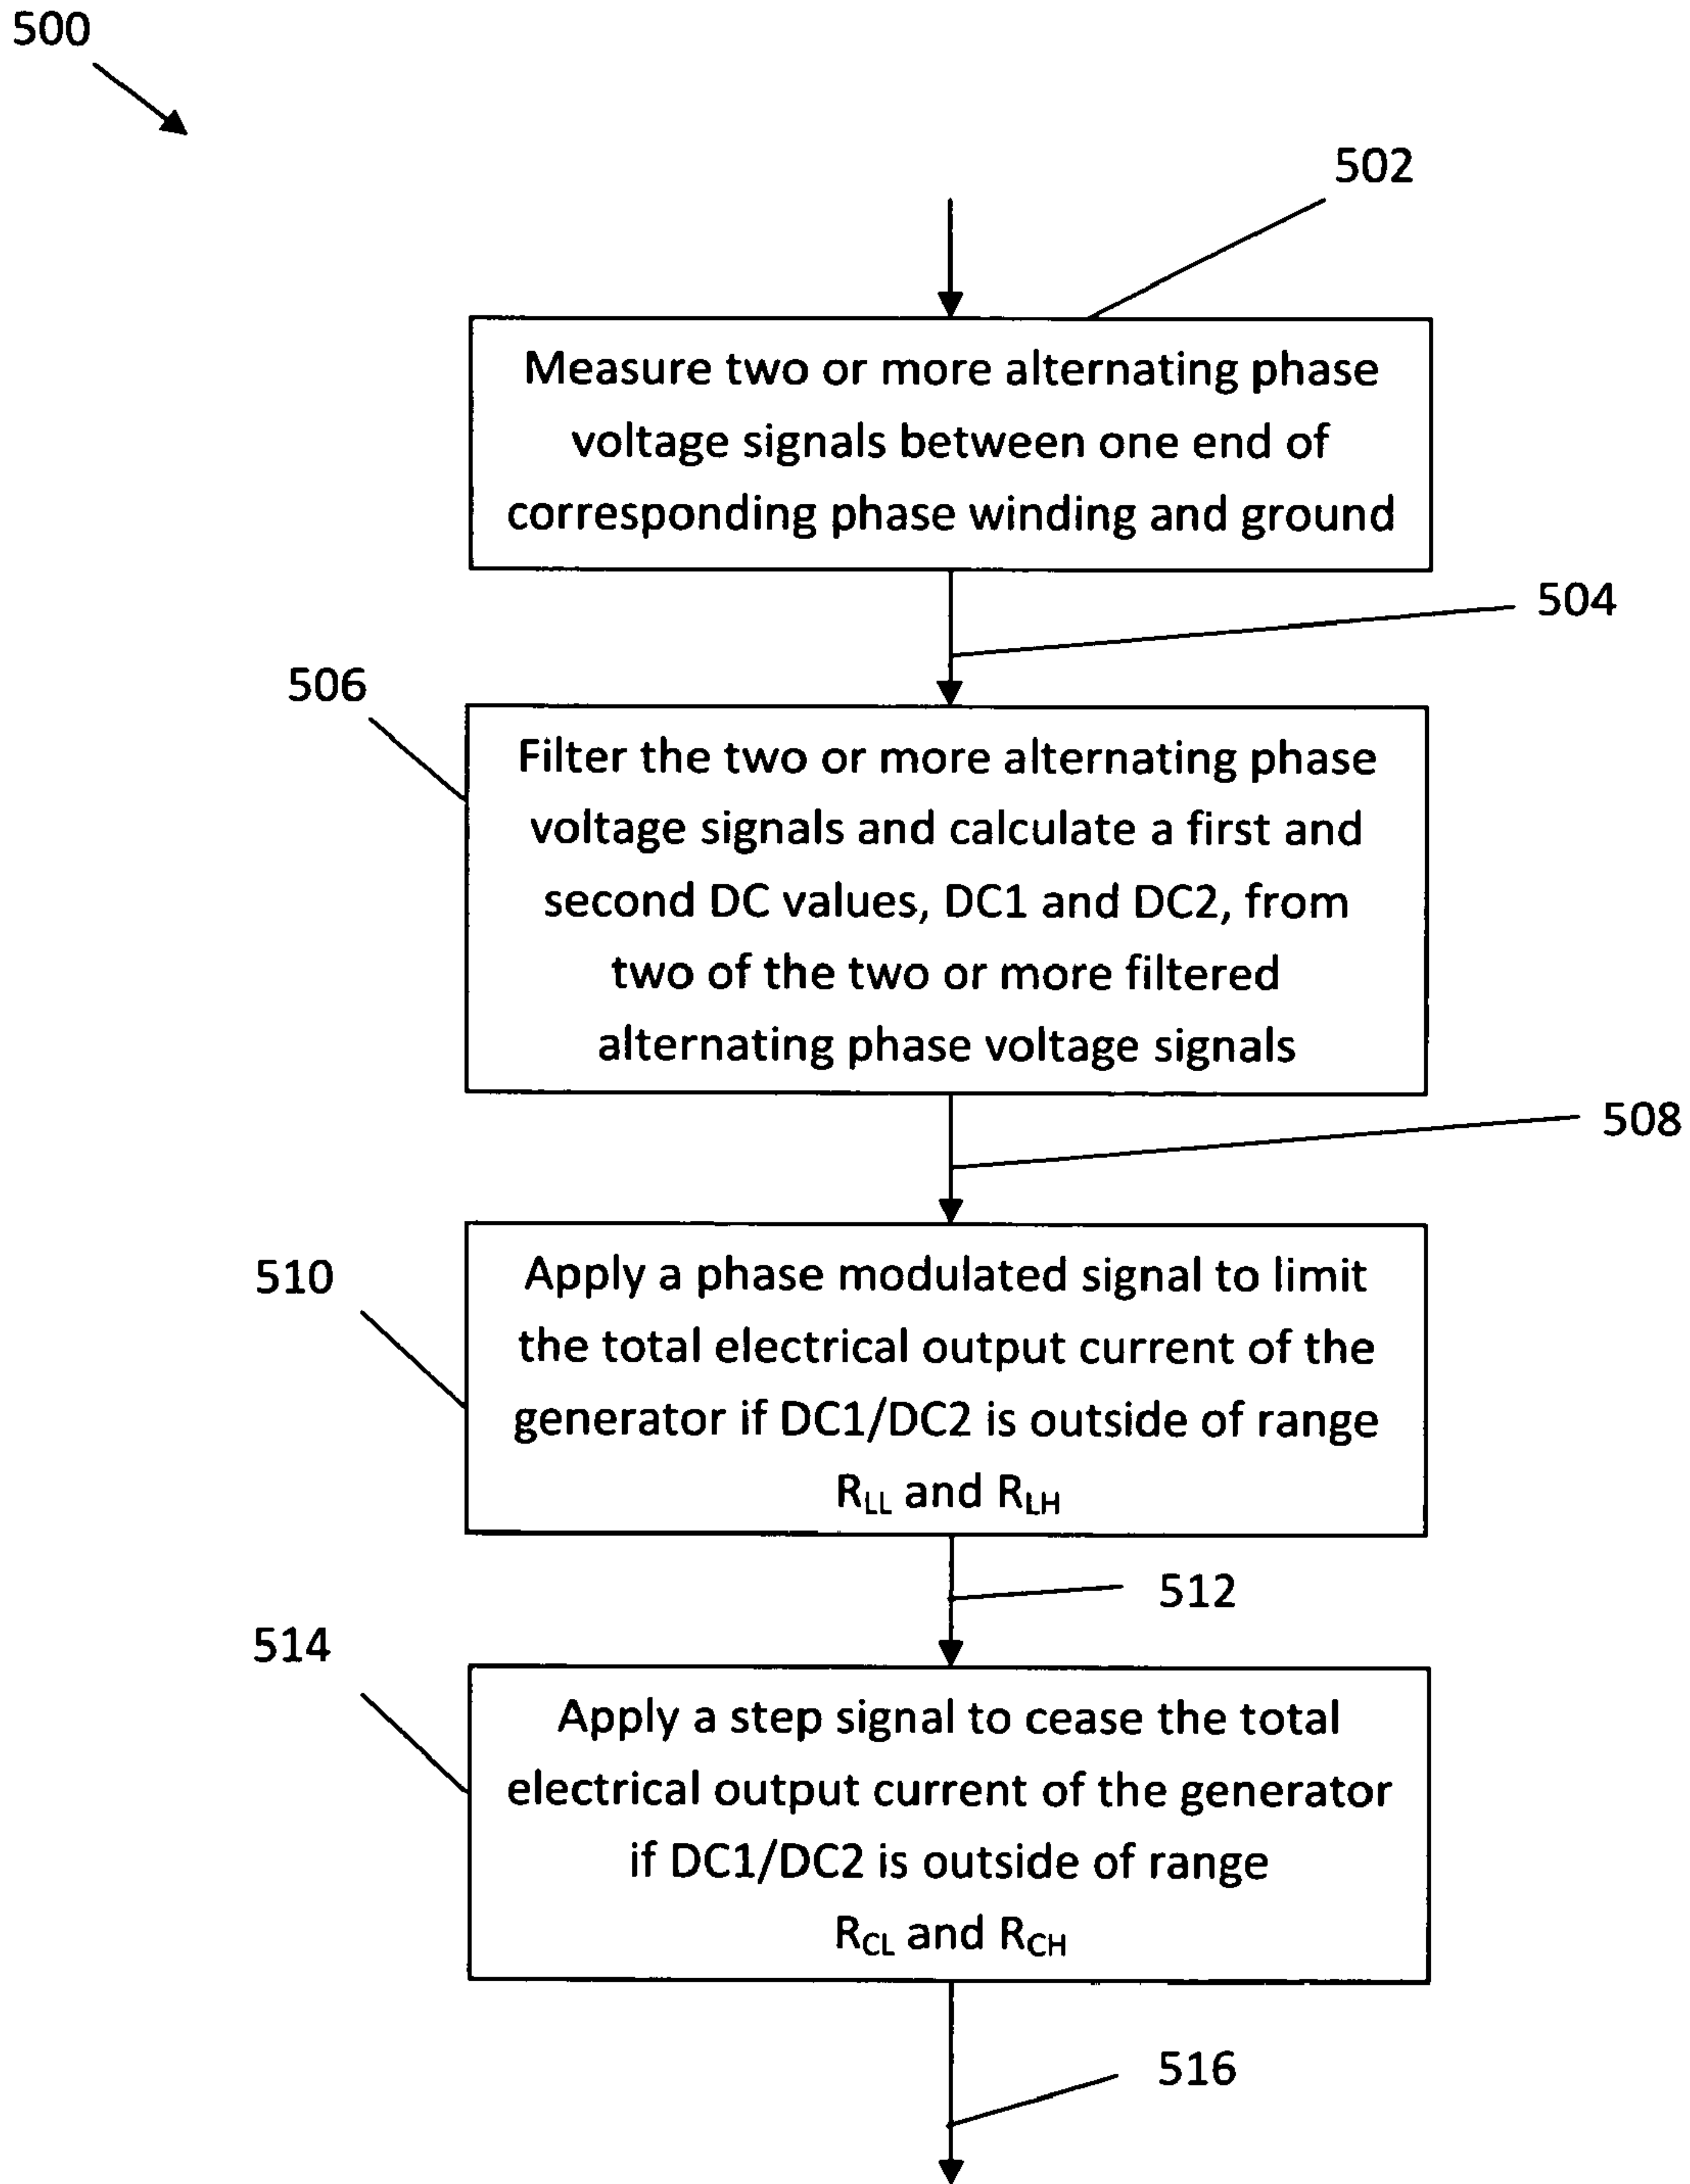 500
502
Measure two or more alternating phase
voltage signals between one end of
corresponding phase winding and ground
504
506
Filter the two or more alternating phase
voltage signals and calculate a first and
second DC values, DC1 and DC2, from
two of the two or more filtered
alternating phase voltage signals
508
510
Apply a phase modulated signal to limit
the total electrical output current of the
generator if DC1/DC2 is outside of range
R_LL and R_LH
512
514
Apply a step signal to cease the total
electrical output current of the generator
if DC1/DC2 is outside of range
R_CL and R_CH
516